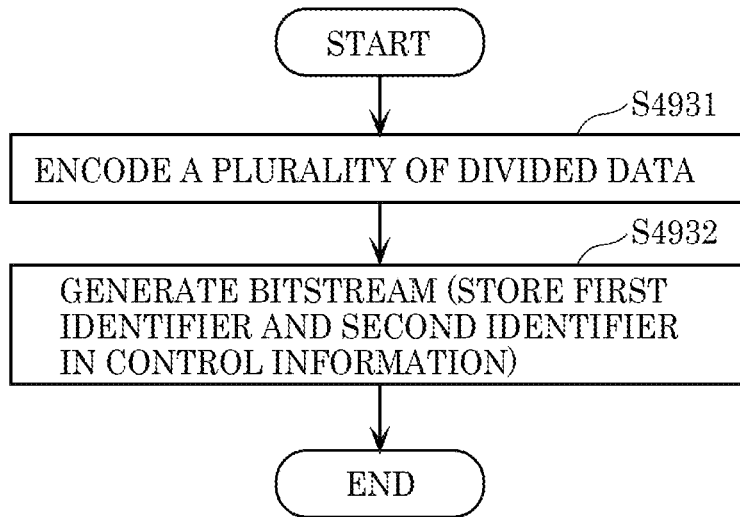 START
S4931
ENCODE A PLURALITY OF DIVIDED DATA
S4932
GENERATE BITSTREAM (STORE FIRST
IDENTIFIER AND SECOND IDENTIFIER
IN CONTROL INFORMATION)
END